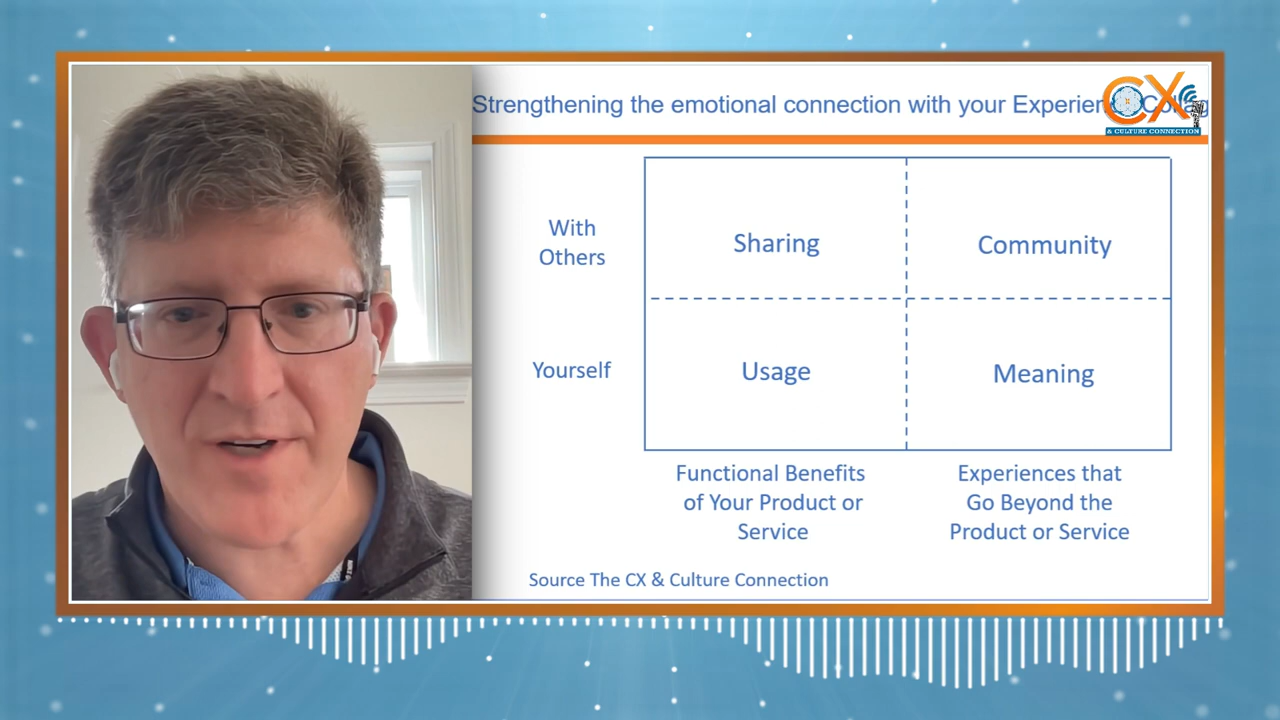 Strengthening the emotional connection with your
CX
& CULTURE CONNECTION
With
Others
Sharing
Community
Yourself
Usage
Meaning
Functional Benefits
of Your Product or
Service
Experiences that
Go Beyond the
Product or Service
Source The CX & Culture Connection